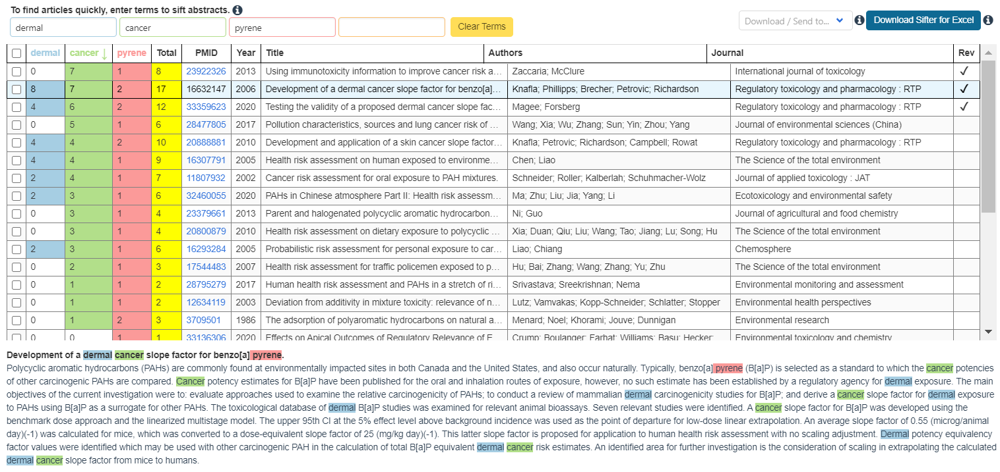 To find articles quickly, enter terms to sift abstracts.
dermal cancer pyrene Clear Terms Download / Send to... Download Sifter for Excel
dermal cancer ↓ pyrene Total PMID Year Title Authors Journal Rev
0 7 1 8 23922326 2013 Using immunotoxicity information to improve cancer risk a... Zaccaria; McClure International journal of toxicology ✓
8 7 2 17 16632147 2006 Development of a dermal cancer slope factor for benzo[a]... Knafla; Phillipps; Brecher; Petrovic; Richardson Regulatory toxicology and pharmacology : RTP ✓
4 6 2 12 33359623 2020 Testing the validity of a proposed dermal cancer slope fac... Magee; Forsberg Regulatory toxicology and pharmacology : RTP ✓
0 5 1 6 28477805 2017 Pollution characteristics, sources and lung cancer risk of ... Wang; Xia; Wu; Zhang; Sun; Yin; Zhou; Yang Journal of environmental sciences (China)
4 4 2 10 20888881 2010 Development and application of a skin cancer slope factor... Knafla; Petrovic; Richardson; Campbell; Rowat Regulatory toxicology and pharmacology : RTP
4 4 1 9 16307791 2005 Health risk assessment on human exposed to environme... Chen; Liao The Science of the total environment
2 4 1 7 11807932 2002 Cancer risk assessment for oral exposure to PAH mixtures. Schneider; Roller; Kalberlah; Schuhmacher-Wolz Journal of applied toxicology : JAT
2 3 1 6 32460055 2020 PAHs in Chinese atmosphere Part II: Health risk assessm... Ma; Zhu; Liu; Jia; Yang; Li Ecotoxicology and environmental safety
0 3 1 4 23379661 2013 Parent and halogenated polycyclic aromatic hydrocarbon... Ni; Guo Journal of agricultural and food chemistry
0 3 1 4 20800879 2010 Health risk assessment on dietary exposure to polycyclic ... Xia; Duan; Qiu; Liu; Wang; Tao; Jiang; Lu; Song; Hu The Science of the total environment
2 3 1 6 16293284 2005 Probabilistic risk assessment for personal exposure to car... Liao; Chiang Chemosphere
0 2 1 3 17544483 2007 Health risk assessment for traffic policemen exposed to p... Hu; Bai; Zhang; Wang; Zhang; Yu; Zhu The Science of the total environment
0 1 1 2 28795279 2017 Human health risk assessment and PAHs in a stretch of ri... Srivastava; Sreekrishnan; Nema Environmental monitoring and assessment
0 1 1 2 12634119 2003 Deviation from additivity in mixture toxicity: relevance of n... Lutz; Vamvakas; Kopp-Schneider; Schlatter; Stopper Environmental health perspectives
0 1 2 3 3709501 1986 The adsorption of polyaromatic hydrocarbons on natural a... Menard; Noel; Khorami; Jouve; Dunnigan Environmental research
0 0 1 1 33136306 2020 Effects on Apical Outcomes of Regulatory Relevance of E... Crump; Boulanger; Farhat; Williams; Basu; Hecker; Environmental toxicology and chemistry
Development of a dermal cancer slope factor for benzo[a] pyrene.
Polycyclic aromatic hydrocarbons (PAHs) are commonly found at environmentally impacted sites in both Canada and the United States, and also occur naturally. Typically, benzo[a] pyrene (B[a]P) is selected as a standard to which the cancer potencies
of other carcinogenic PAHs are compared. Cancer potency estimates for B[a]P have been published for the oral and inhalation routes of exposure, however, no such estimate has been established by a regulatory agency for dermal exposure. The main
objectives of the current investigation were to: evaluate approaches used to examine the relative carcinogenicity of PAHs; to conduct a review of mammalian dermal carcinogenicity studies for B[a]P; and derive a cancer slope factor for dermal exposure
to PAHs using B[a]P as a surrogate for other PAHs. The toxicological database of dermal B[a]P studies was examined for relevant animal bioassays. Seven relevant studies were identified. A cancer slope factor for B[a]P was developed using the
benchmark dose approach and the linearized multistage model. The upper 95th CI at the 5% effect level above background incidence was used as the point of departure for low-dose linear extrapolation. An average slope factor of 0.55 (microg/animal
day)(-1) was calculated for mice, which was converted to a dose-equivalent slope factor of 25 (mg/kg day)(-1). This latter slope factor is proposed for application to human health risk assessment with no scaling adjustment. Dermal potency equivalency
factor values were identified which may be used with other carcinogenic PAH in the calculation of total B[a]P equivalent dermal cancer risk estimates. An identified area for further investigation is the consideration of scaling in extrapolating the calculated
dermal cancer slope factor from mice to humans.